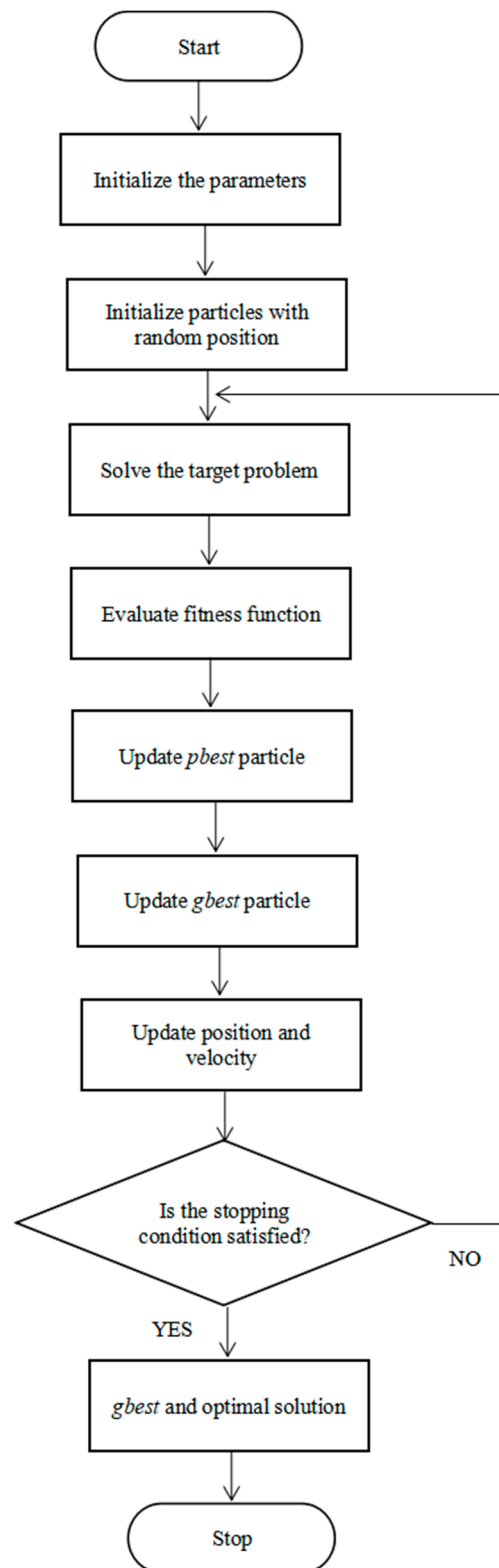 Start
Initialize the parameters
Initialize particles with
random position
Solve the target problem
Evaluate fitness function
Update pbest particle
Update gbest particle
Update position and
velocity
Is the stopping
condition satisfied?
NO
YES
gbest and optimal solution
Stop